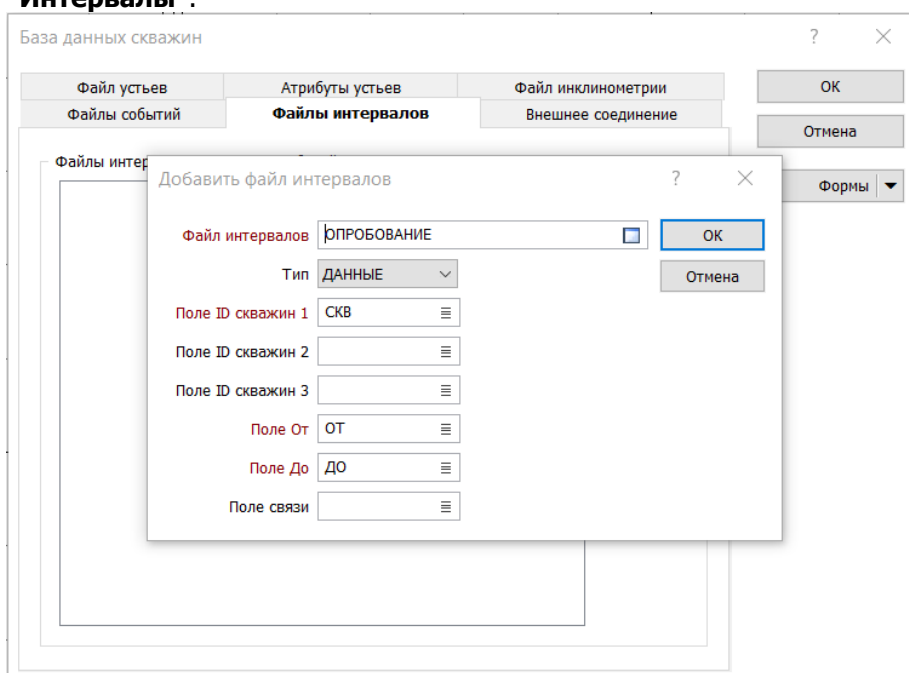 Интервалы".
База данных скважин ? ×
Файл устьев Атрибуты устьев Файл инклинометрии ОК
Файлы событий Файлы интервалов Внешнее соединение
Отмена
Файлы интер
Формы
Добавить файл интервалов ? ×
Файл интервалов ОПРОБОВАНИЕ ОК
Тип ДАННЫЕ Отмена
Поле ID скважин 1 СКВ
Поле ID скважин 2
Поле ID скважин 3
Поле От ОТ
Поле До ДО
Поле связи